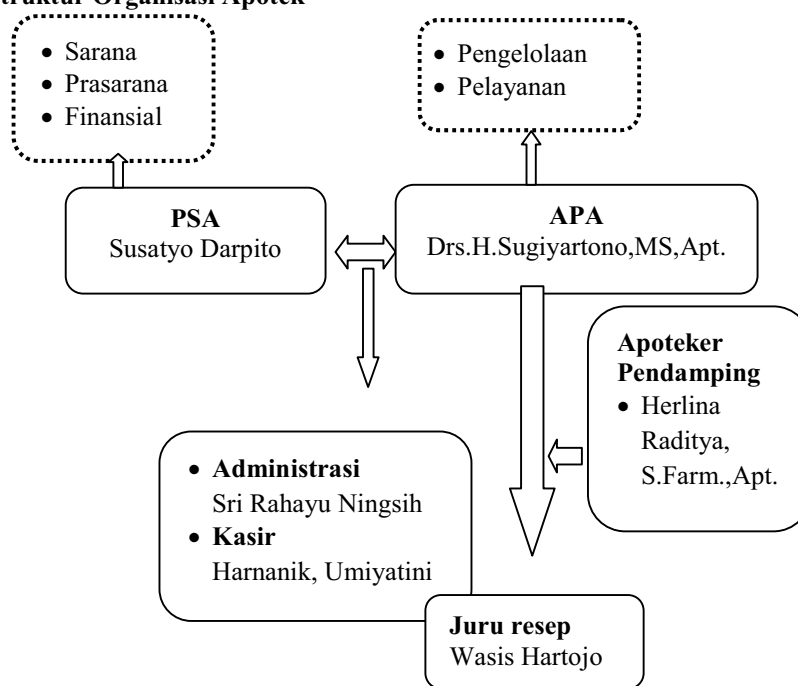 Struktur Organisasi Apotek
• Sarana
• Prasarana
• Finansial
• Pengelolaan
• Pelayanan
PSA
Susatyo Darpito
APA
Drs.H.Sugiyartono,MS,Apt.
Apoteker
Pendamping
• Herlina
Raditya,
S.Farm.,Apt.
• Administrasi
Sri Rahayu Ningsih
• Kasir
Harnanik, Umiyatini
Juru resep
Wasis Hartojo